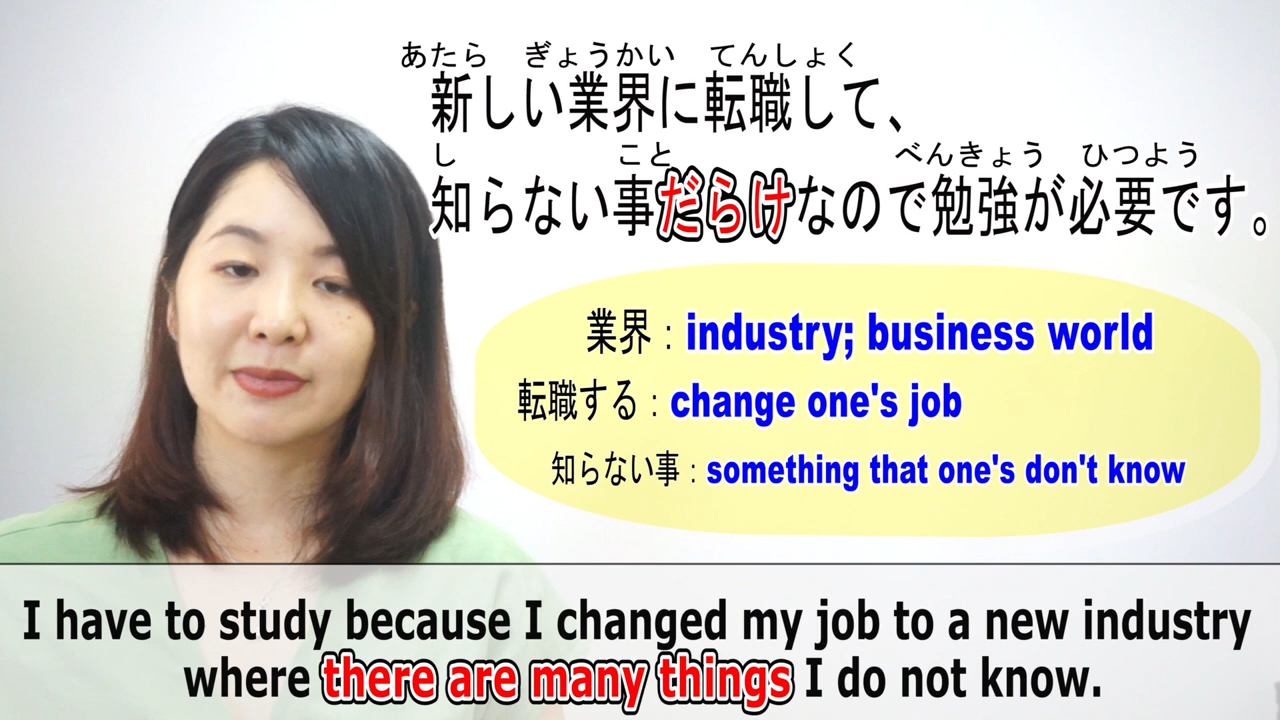 あたら ぎょうかい てんしょく
新しい業界に転職して、
し こと べんきょう ひつよう
知らない事だらけなので勉強が必要です。
業界：industry; business world
転職する：change one's job
知らない事：something that one's don't know
I have to study because I changed my job to a new industry
where there are many things I do not know.